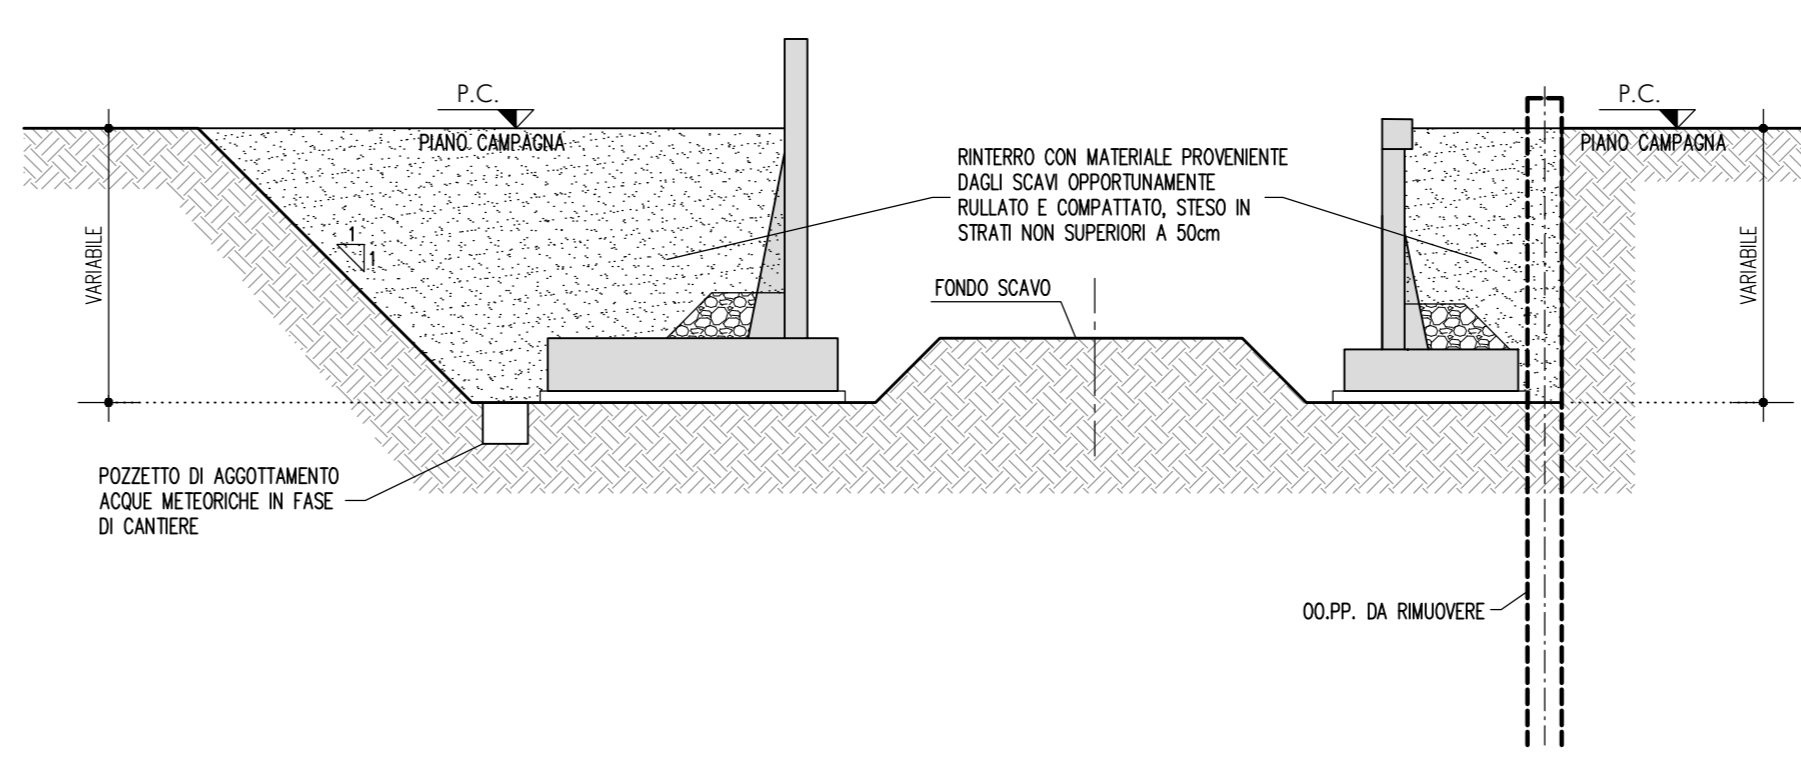 P.C.
PIANO CAMPAGNA
P.C.
PIANO CAMPAGNA
RINTERRO CON MATERIALE PROVENIENTE
DAGLI SCAVI OPPORTUNAMENTE
RULLATO E COMPATTATO, STESO IN
STRATI NON SUPERIORI A 50cm
VARIABILE
1
1
FONDO SCAVO
VARIABILE
POZZETTO DI AGGOTTAMENTO
ACQUE METEORICHE IN FASE
DI CANTIERE
OO.PP. DA RIMUOVERE